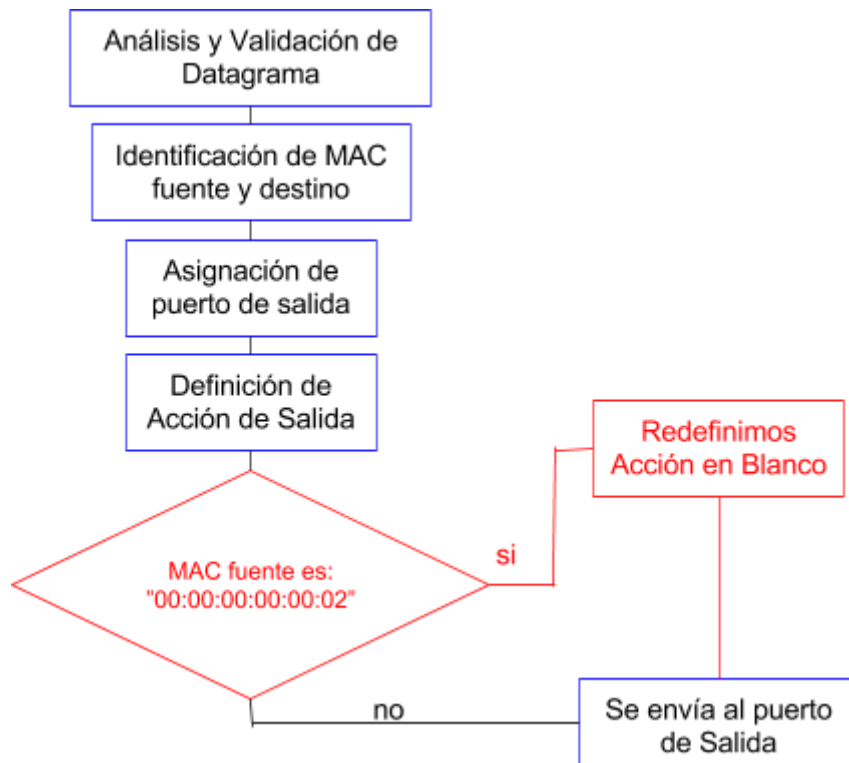 Análisis y Validación de
Datagrama
Identificación de MAC
fuente y destino
Asignación de
puerto de salida
Definición de
Acción de Salida
Redefinimos
Acción en Blanco
si
MAC fuente es:
"00:00:00:00:00:02"
no
Se envía al puerto
de Salida